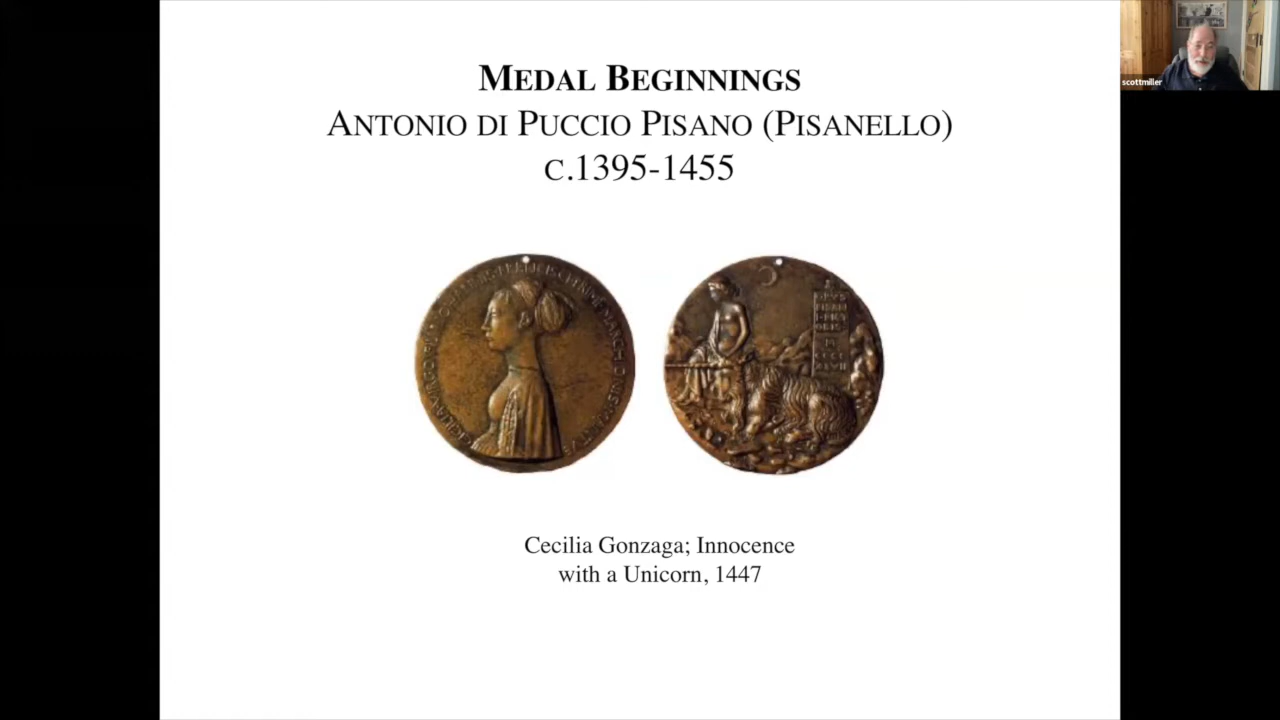 MEDAL BEGINNINGS
ANTONIO DI PUCCIO PISANO (PISANELLO)
C.1395-1455
Cecilia Gonzaga; Innocence
with a Unicorn, 1447
scottmiller